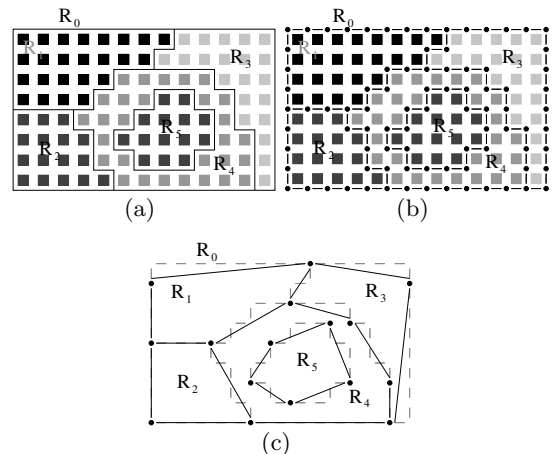 R₀ R₀
R₁ R₃ R₁ R₃
R₂ R₅ R₄ R₂ R₅ R₄
(a) (b)
R₀
R₁ R₃
R₂ R₅ R₄
(c)